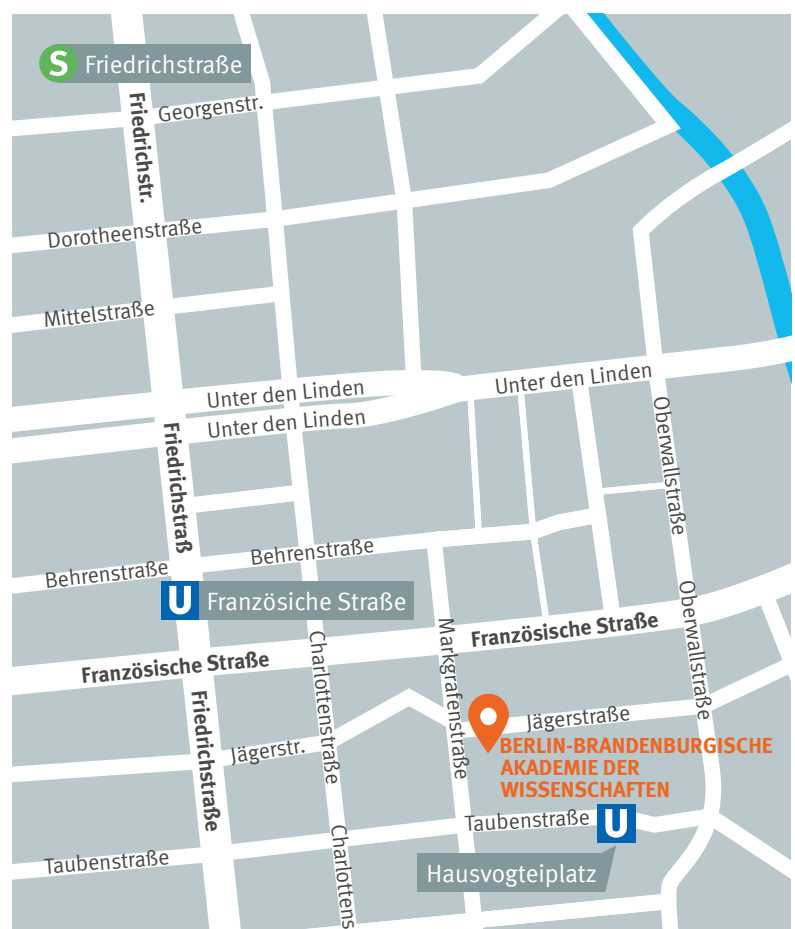 S Friedrichstraße
Georgenstr.
Friedrichstr.
Dorotheenstraße
Mittelstraße
Unter den Linden
Unter den Linden
Unter den Linden
Oberwallstraße
Friedrichstraß
Behrenstraße
Behrenstraße
U Französiche Straße
Oberwallstraße
Französische Straße
Markgrafenstraße
Charlottenstraße
Französische Straße
Friedrichstraße
Jägerstraße
Jägerstr.
BERLIN-BRANDENBURGISCHE
AKADEMIE DER
WISSENSCHAFTEN
Taubenstraße
U
Hausvogteiplatz
Charlottens
Taubenstraße